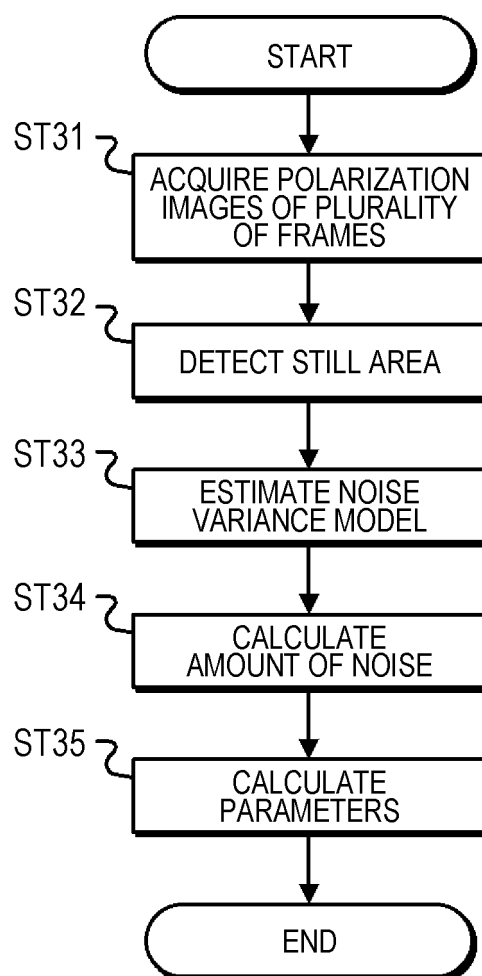 START
ST31
ACQUIRE POLARIZATION
IMAGES OF PLURALITY
OF FRAMES
ST32
DETECT STILL AREA
ST33
ESTIMATE NOISE
VARIANCE MODEL
ST34
CALCULATE
AMOUNT OF NOISE
ST35
CALCULATE
PARAMETERS
END